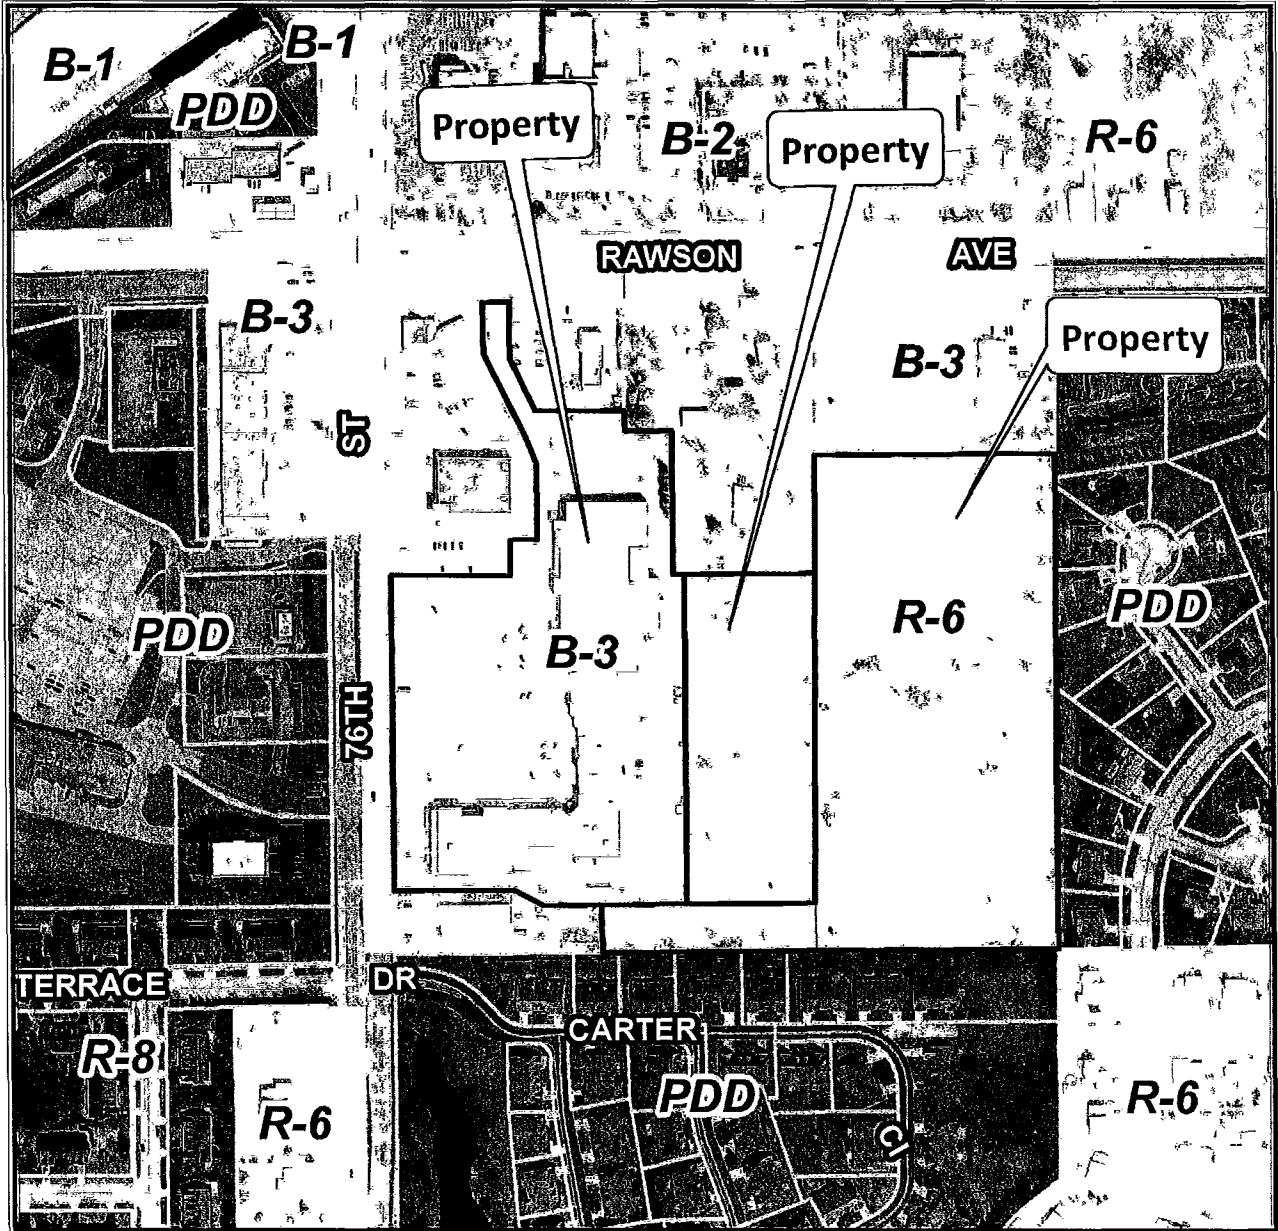 B-1
B-1
PDD
Property
B-2
Property
R-6
RAWSON
AVE
B-3
Property
B-3
ST
PDD
B-3
R-6
PDD
76TH
TERRACE
DR
CARTER
R-8
R-6
PDD
CI
R-6